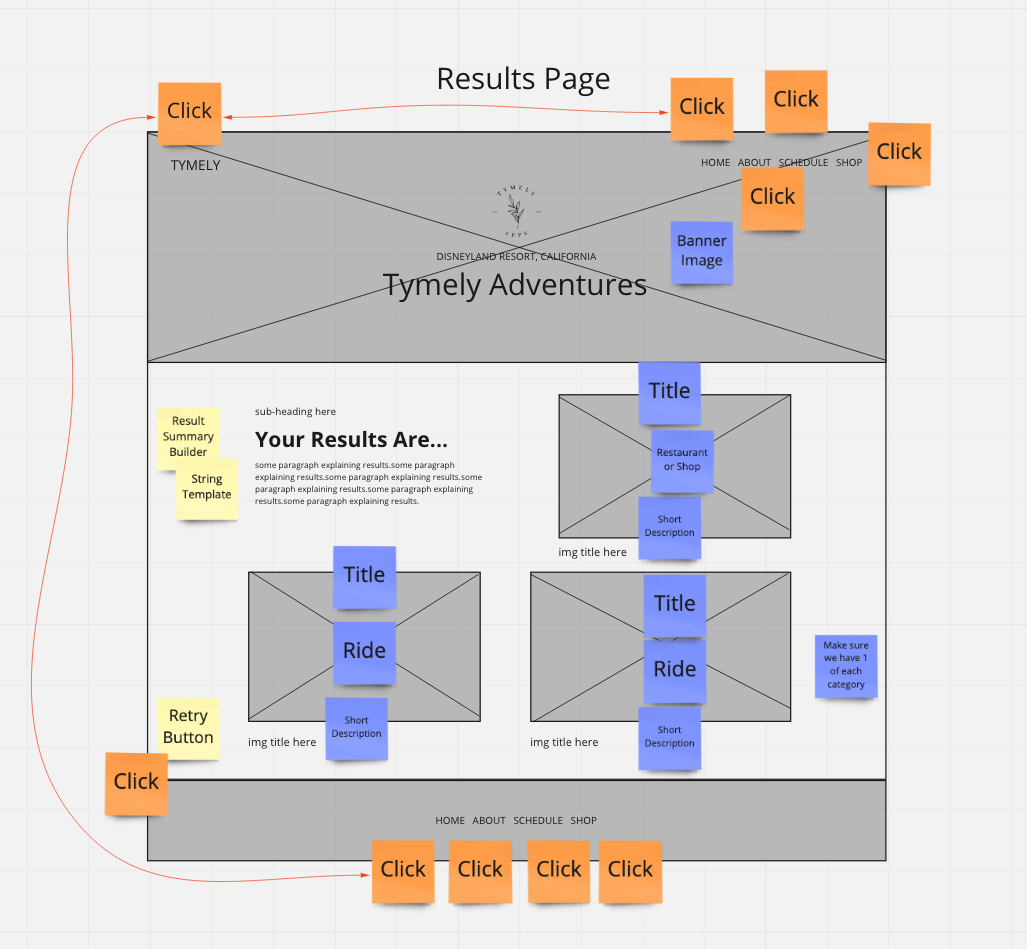 Results Page
Click
Click
Click
Click
TYMELY
HOME ABOUT SCHEDULE SHOP
Click
TYMELY
APPS
Banner
Image
DISNEYLAND RESORT, CALIFORNIA
Tymely Adventures
Title
Result
Summary
Builder
String
Template
sub-heading here
Your Results Are...
some paragraph explaining results.some paragraph
explaining results.some paragraph explaining results.some
paragraph explaining results.some paragraph explaining
results.some paragraph explaining results.
Restaurant
or Shop
Short
Description
img title here
Title
Ride
Short
Description
img title here
Title
Ride
Short
Description
img title here
Make sure
we have 1
of each
category
Retry
Button
Click
HOME ABOUT SCHEDULE SHOP
Click
Click
Click
Click